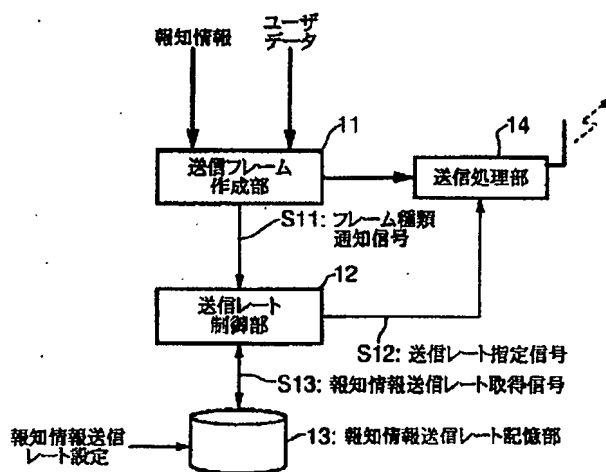 報知情報
ユーザ
データ
11
送信フレーム
作成部
14
送信処理部
S11: フレーム種類
通知信号
12
送信レート
制御部
S12: 送信レート指定信号
S13: 報知情報送信レート取得信号
報知情報送信
レート設定
13: 報知情報送信レート記憶部